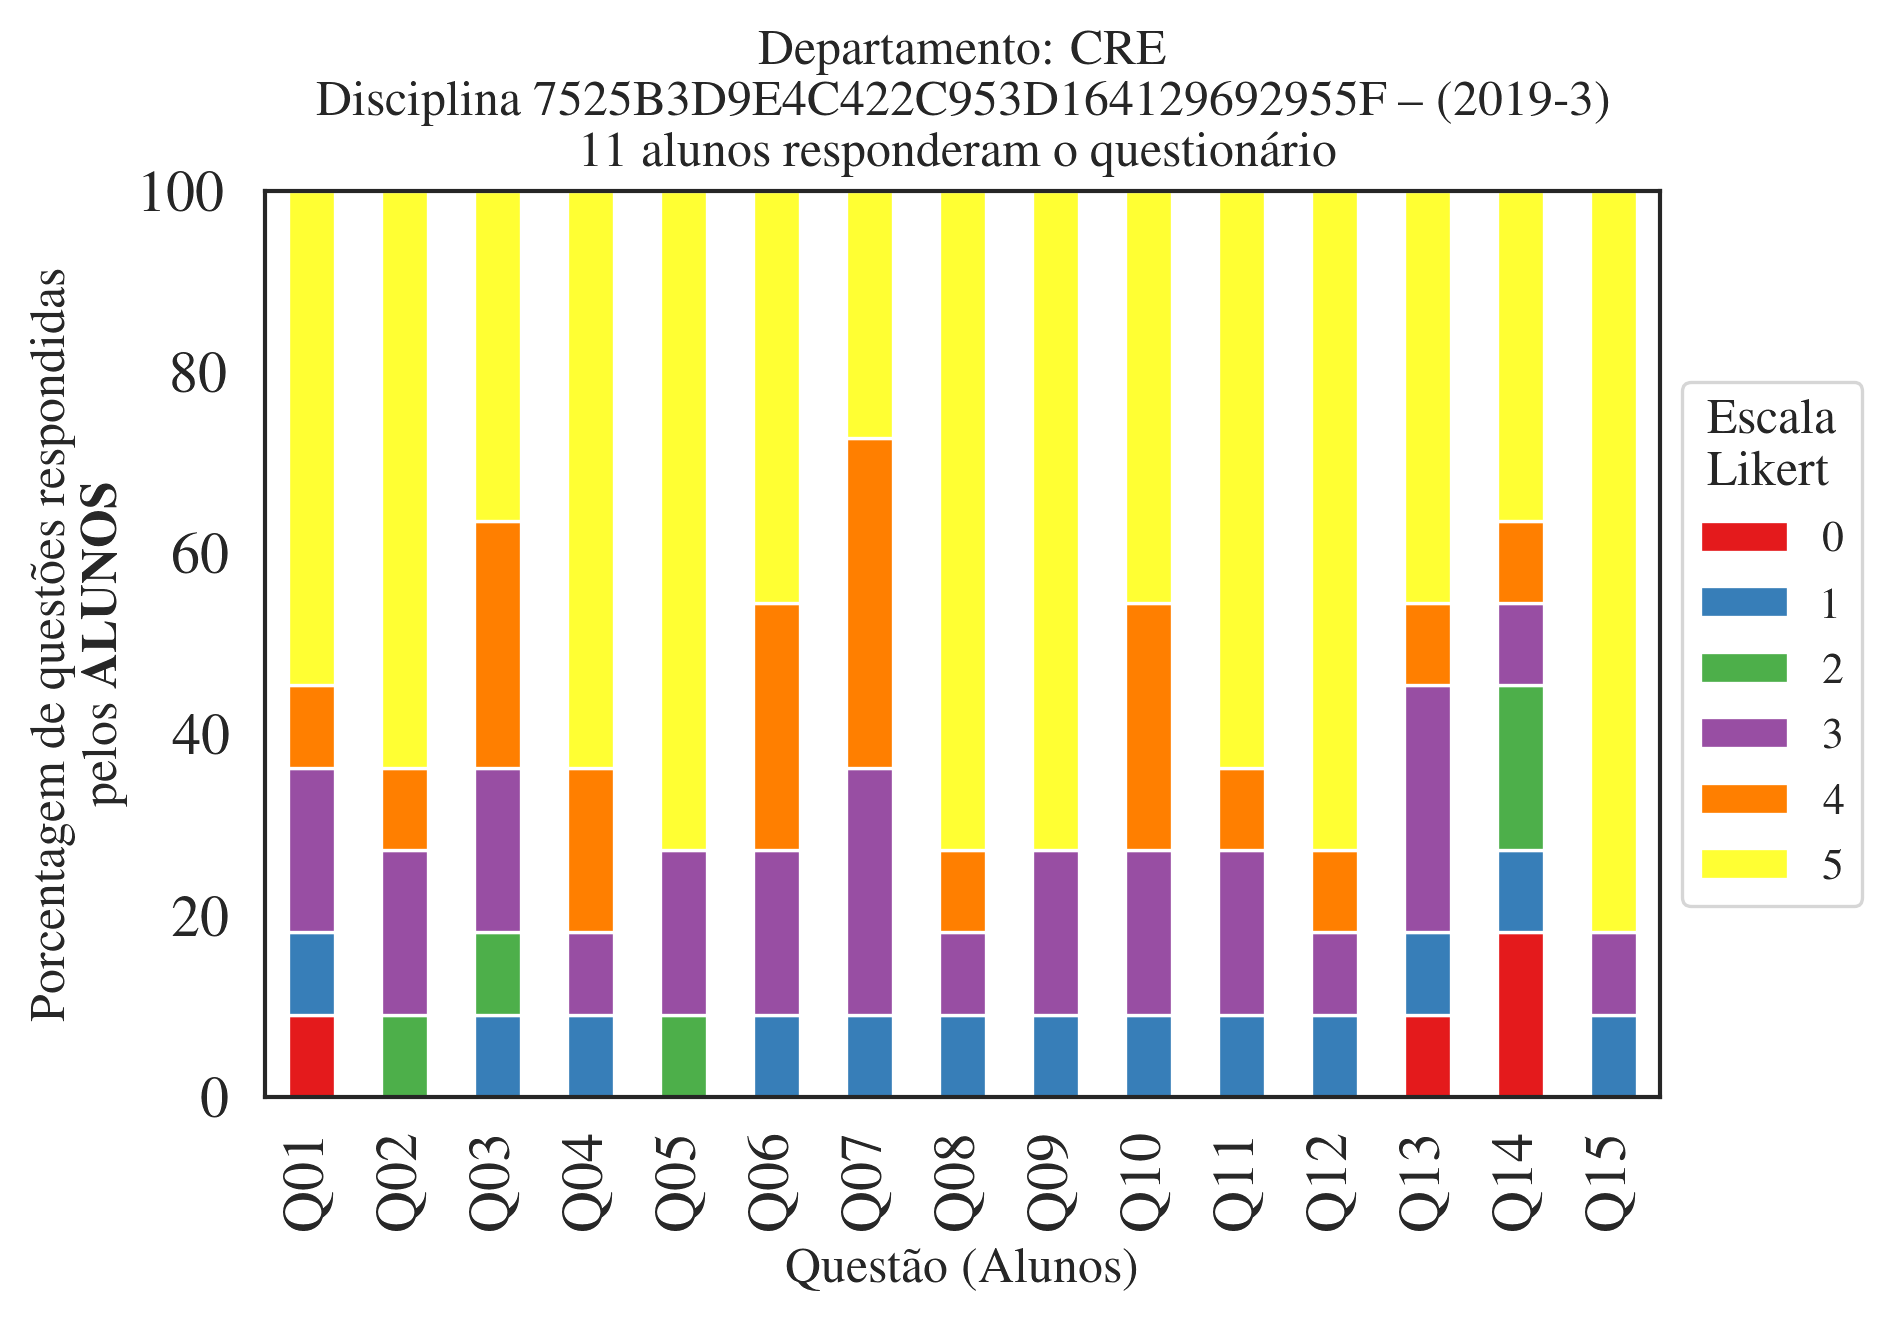 Departamento: CRE
Disciplina 7525B3D9E4C422C953D164129692955F – (2019-3)
11 alunos responderam o questionário
Porcentagem de questões respondidas
pelos ALUNOS
100
80
60
40
20
0
Q01
Q02
Q03
Q04
Q05
Q06
Q07
Q08
Q09
Q10
Q11
Q12
Q13
Q14
Q15
Questão (Alunos)
Escala
Likert
0
1
2
3
4
5